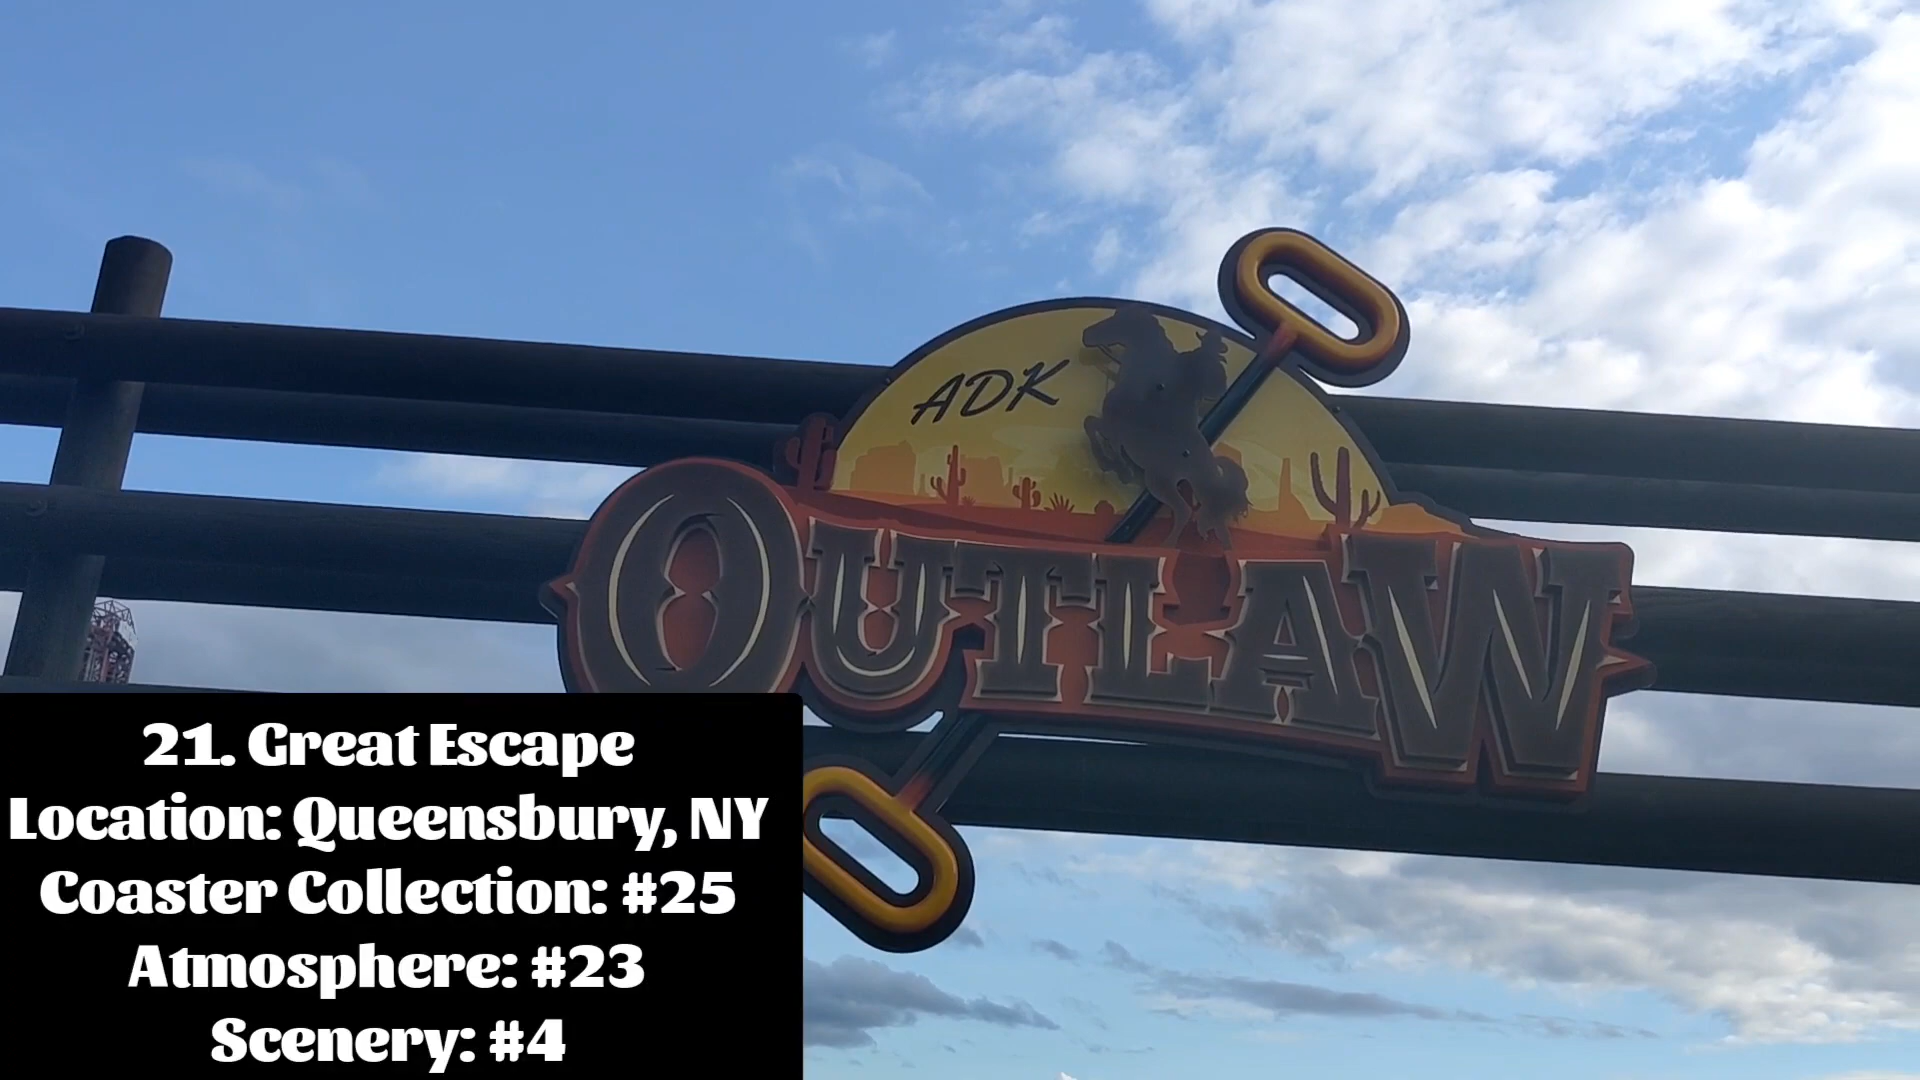 ADK
OUTLAW
21. Great Escape
Location: Queensbury, NY
Coaster Collection: #25
Atmosphere: #23
Scenery: #4